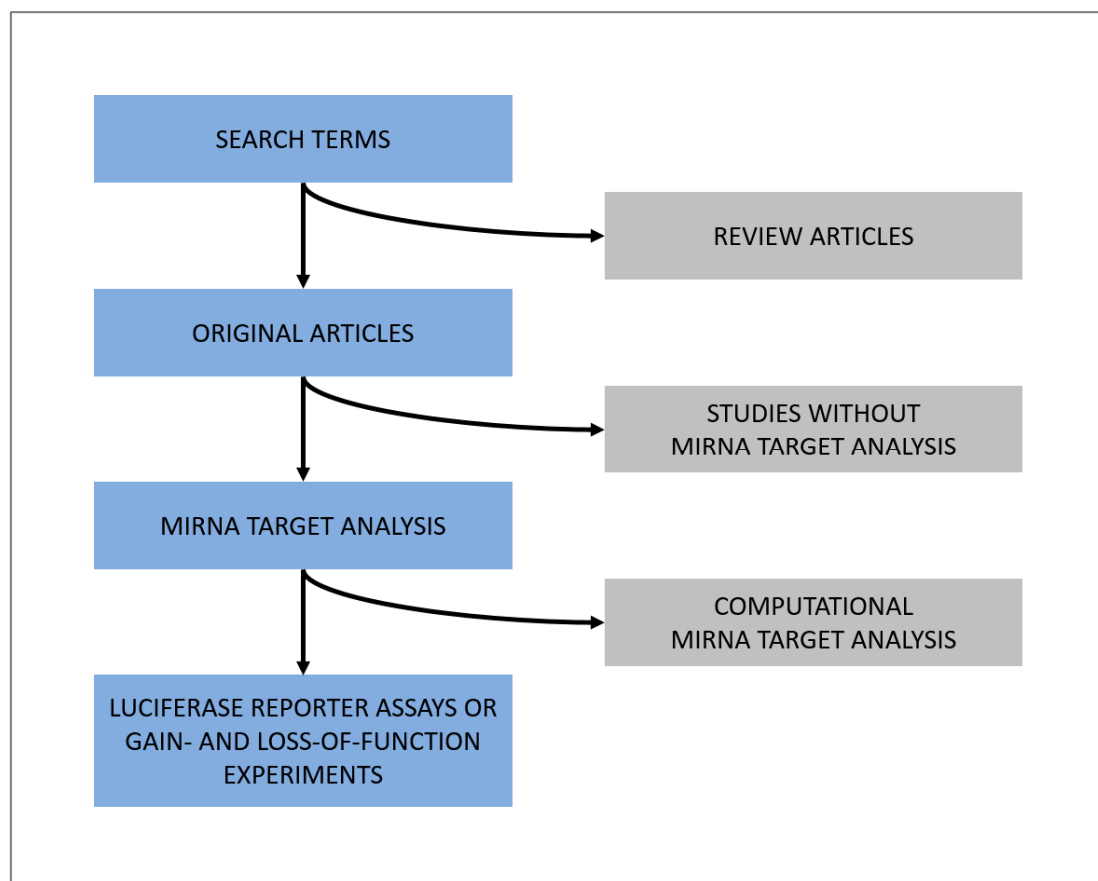 SEARCH TERMS
REVIEW ARTICLES
ORIGINAL ARTICLES
STUDIES WITHOUT
MIRNA TARGET ANALYSIS
MIRNA TARGET ANALYSIS
COMPUTATIONAL
MIRNA TARGET ANALYSIS
LUCIFERASE REPORTER ASSAYS OR
GAIN- AND LOSS-OF-FUNCTION
EXPERIMENTS